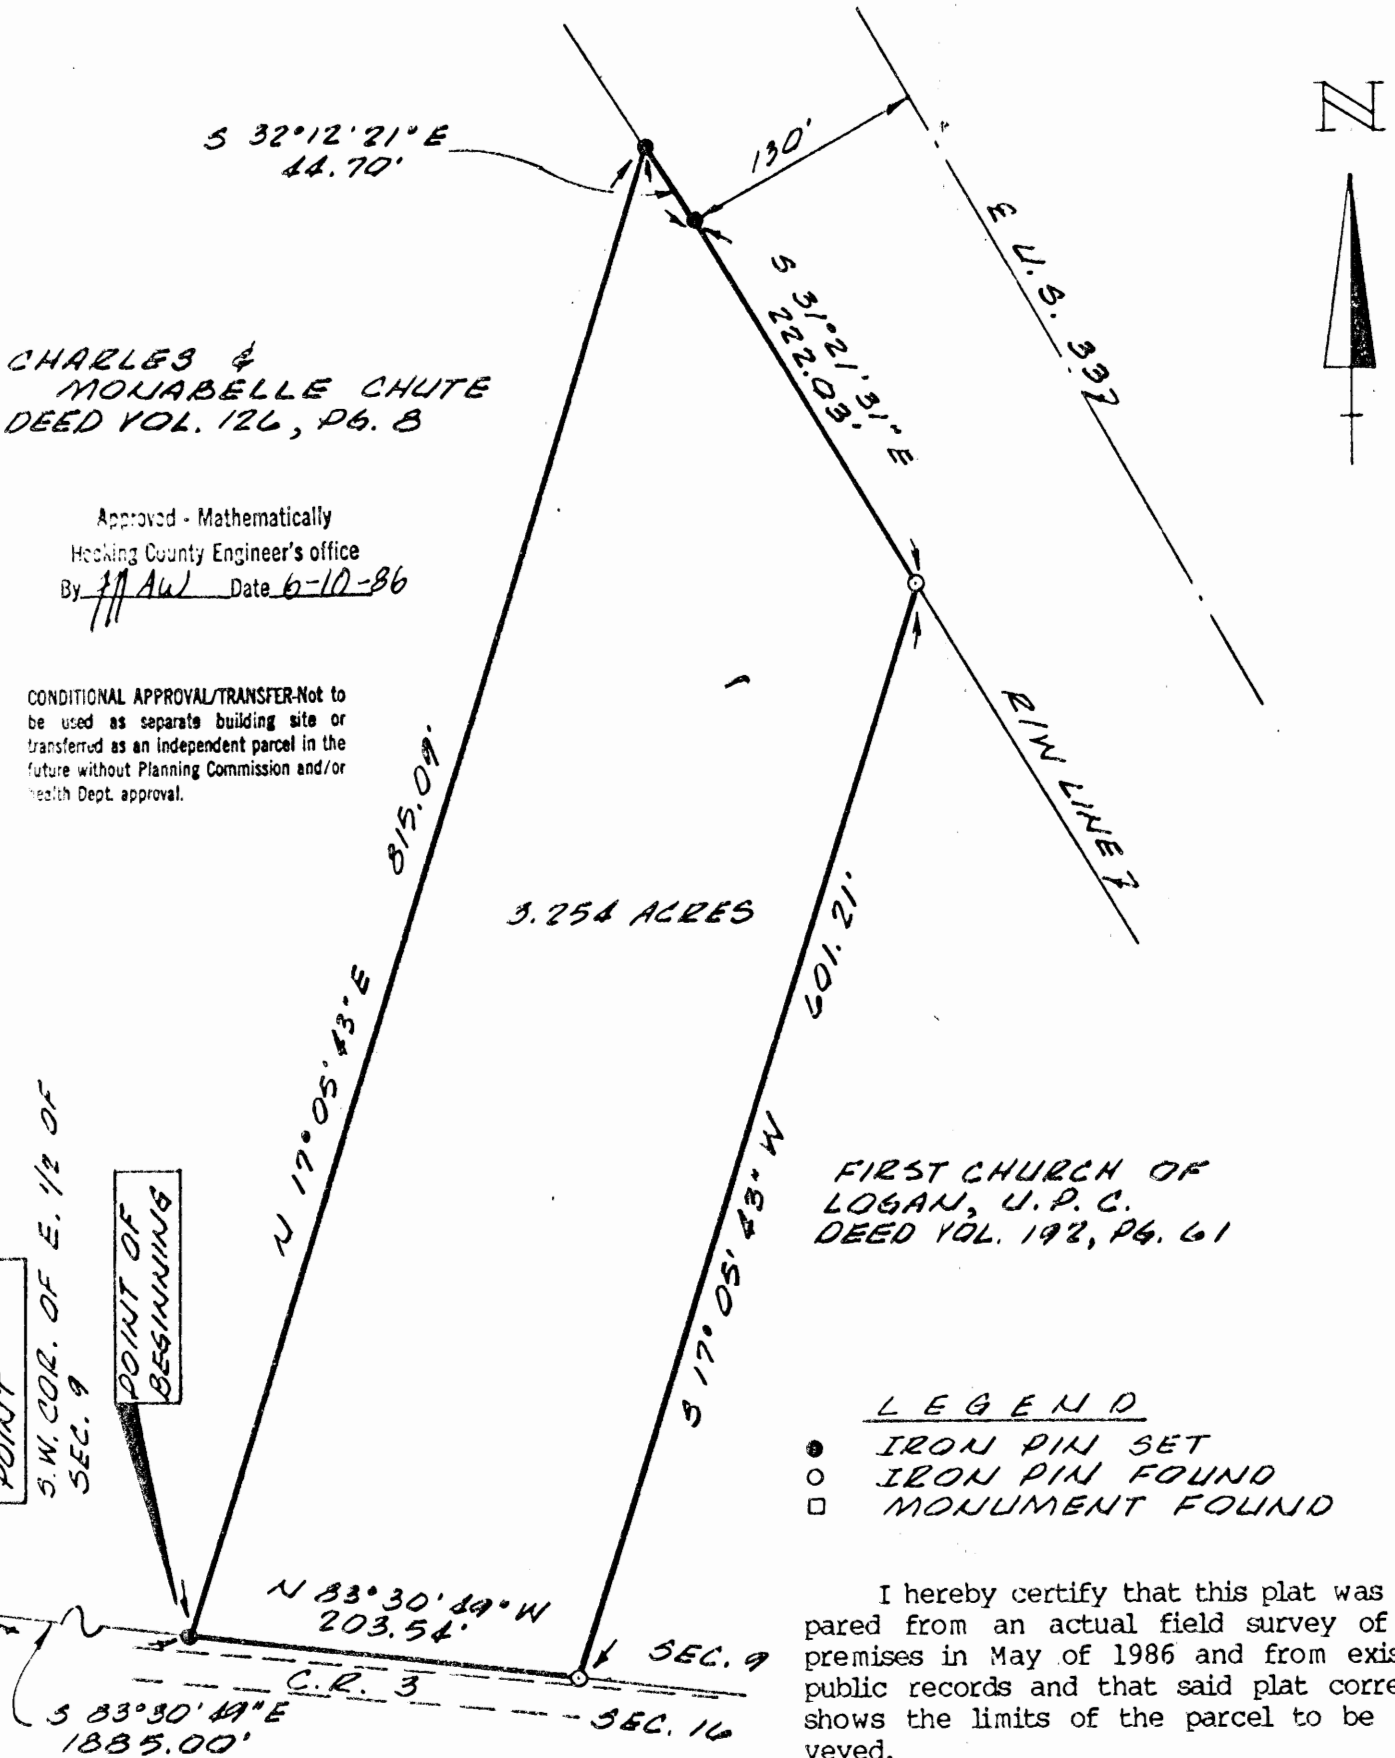 N
S 32°12'21" E
44.70'
130'
℄ U.S. 33
S 31°21'31" E
222.03'
CHARLES &
MONABELLE CHUTE
DEED VOL. 126, PG. 8
Approved - Mathematically
Hocking County Engineer's office
By Date 6-10-86
CONDITIONAL APPROVAL/TRANSFER-Not to
be used as separate building site or
transferred as an independent parcel in the
future without Planning Commission and/or
Health Dept. approval.
R/W LINE
815.09'
N 17° 05' 43" E
3.254 ACRES
601.21'
S 17° 05' 43" W
FIRST CHURCH OF
LOGAN, U.P.C.
DEED VOL. 192, PG. 61
POINT
S.W. COR. OF E. 1/2 OF
SEC. 9
POINT OF
BEGINNING
LEGEND
IRON PIN SET
IRON PIN FOUND
MONUMENT FOUND
N 83°30'49" W
203.54'
SEC. 9
C.R. 3
SEC. 16
S 83°30'49" E
1885.00'
I hereby certify that this plat was
pared from an actual field survey of
premises in May of 1986 and from exis
public records and that said plat corre
shows the limits of the parcel to be
veyed.